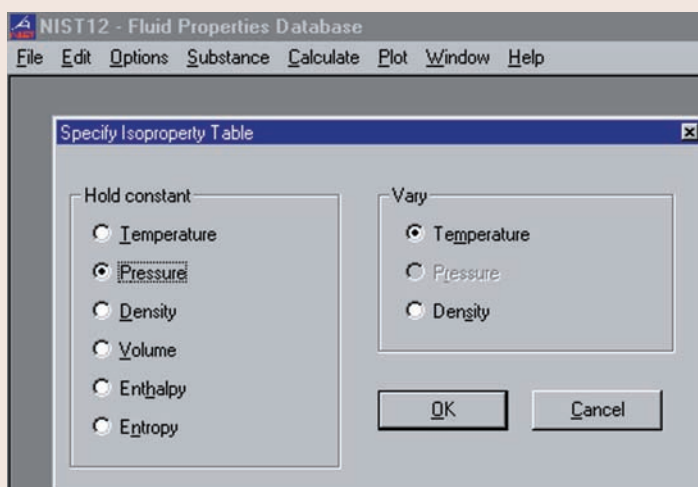 NIST12 - Fluid Properties Database
File Edit Options Substance Calculate Plot Window Help
Specify Isoproperty Table
Hold constant
Temperature
Pressure
Density
Volume
Enthalpy
Entropy
Vary
Temperature
Pressure
Density
OK
Cancel